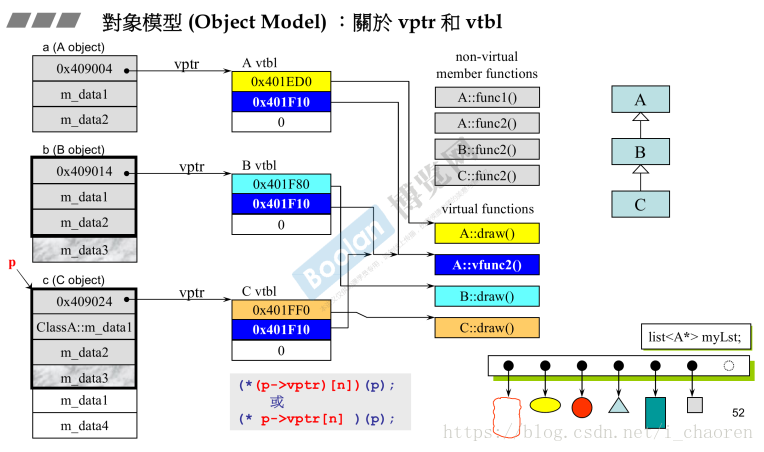 對象模型 (Object Model) ：關於 vptr 和 vtbl
a (A object)
0x409004
m_data1
m_data2
vptr
A vtbl
0x401ED0
0x401F10
0
b (B object)
0x409014
m_data1
m_data2
m_data3
vptr
B vtbl
0x401F80
0x401F10
0
p
c (C object)
0x409024
ClassA::m_data1
m_data2
m_data3
m_data1
m_data4
vptr
C vtbl
0x401FF0
0x401F10
0
(*(p->vptr)[n])(p);
或
(* p->vptr[n] )(p);
non-virtual
member functions
A::func1()
A::func2()
B::func2()
C::func2()
virtual functions
A::draw()
A::vfunc2()
B::draw()
C::draw()
A
B
C
list<A*> myLst;
52
Boolan 博览网
https://blog.csdn.net/i_chaoren